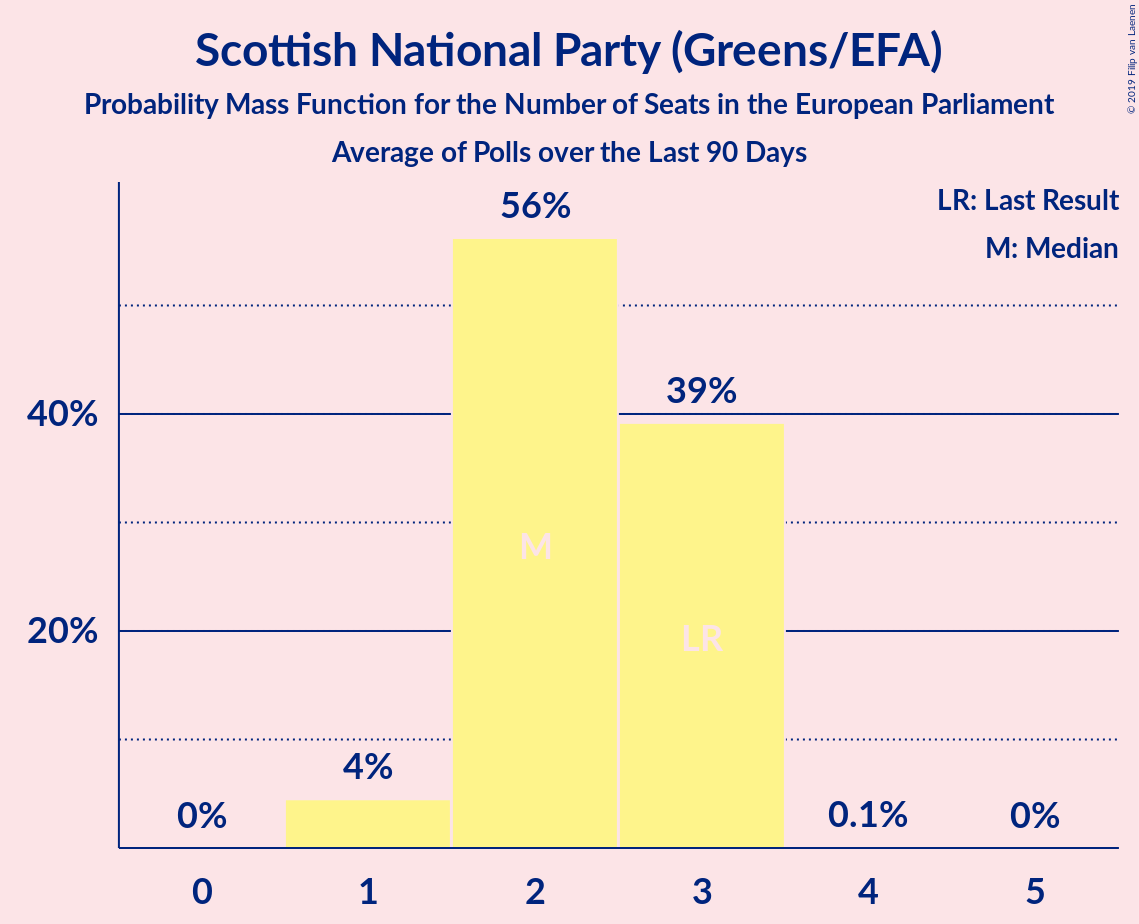 Scottish National Party (Greens/EFA)
Probability Mass Function for the Number of Seats in the European Parliament
Average of Polls over the Last 90 Days
© 2019 Filip van Laenen
LR: Last Result
M: Median
56%
39%
40%
M
20%
LR
4%
0%
0.1%
0%
0 1 2 3 4 5